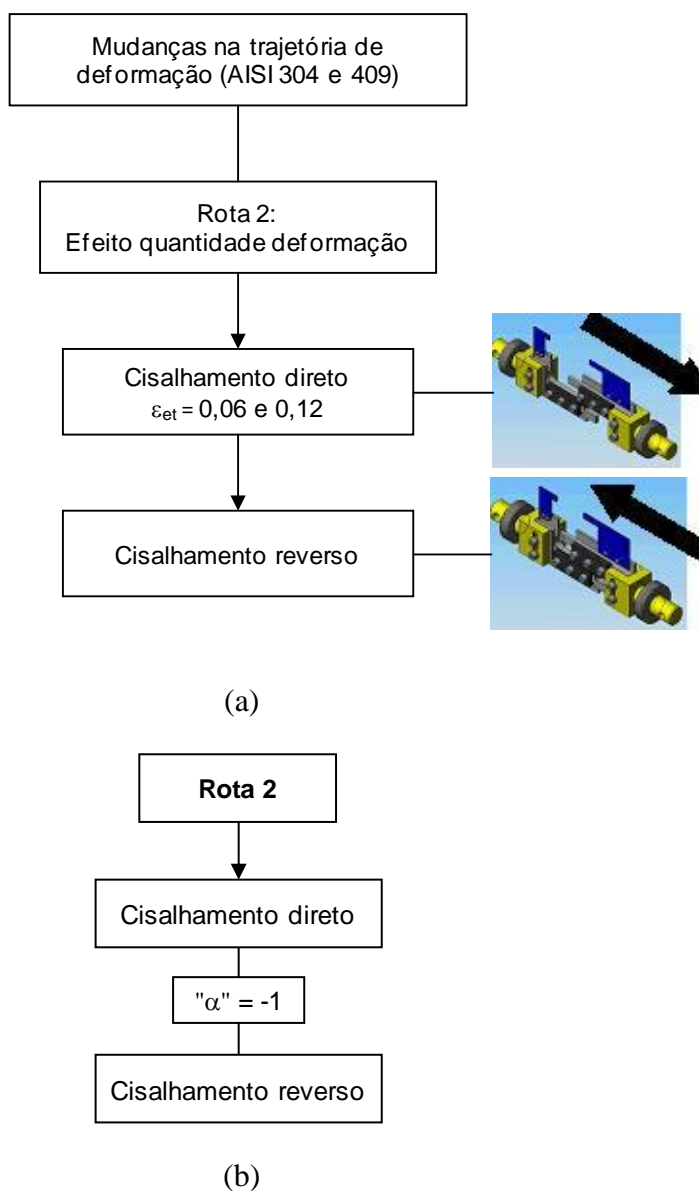 Mudanças na trajetória de
deformação (AISI 304 e 409)
Rota 2:
Efeito quantidade deformação
Cisalhamento direto
εet = 0,06 e 0,12
Cisalhamento reverso
(a)
Rota 2
Cisalhamento direto
"α" = -1
Cisalhamento reverso
(b)